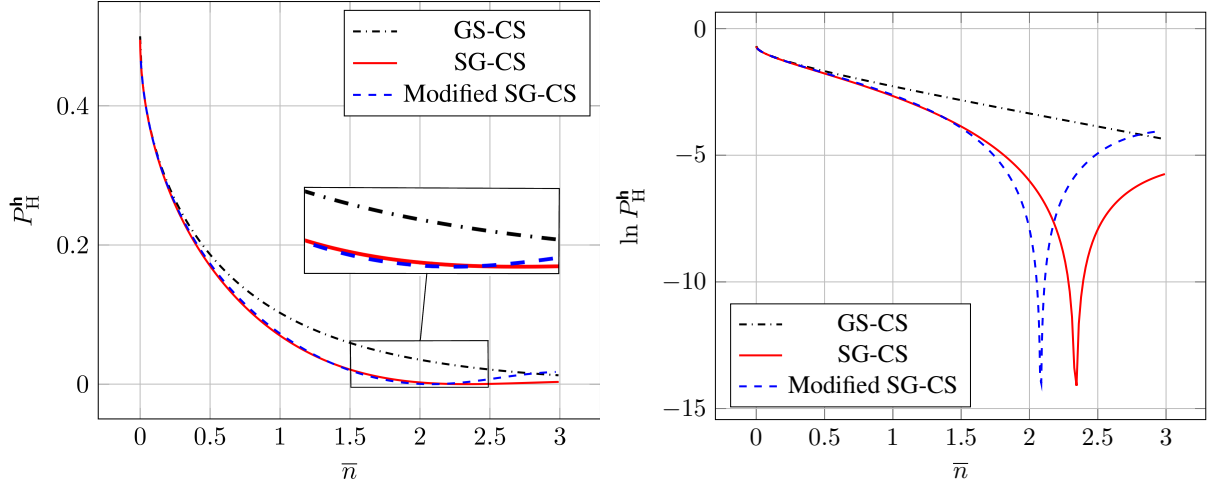 GS-CS
SG-CS
Modified SG-CS
0.4
0.2
0
0 0.5 1 1.5 2 2.5 3
n̅
P_H^h
0
−5
−10
−15
GS-CS
SG-CS
Modified SG-CS
0 0.5 1 1.5 2 2.5 3
n̅
ln P_H^h